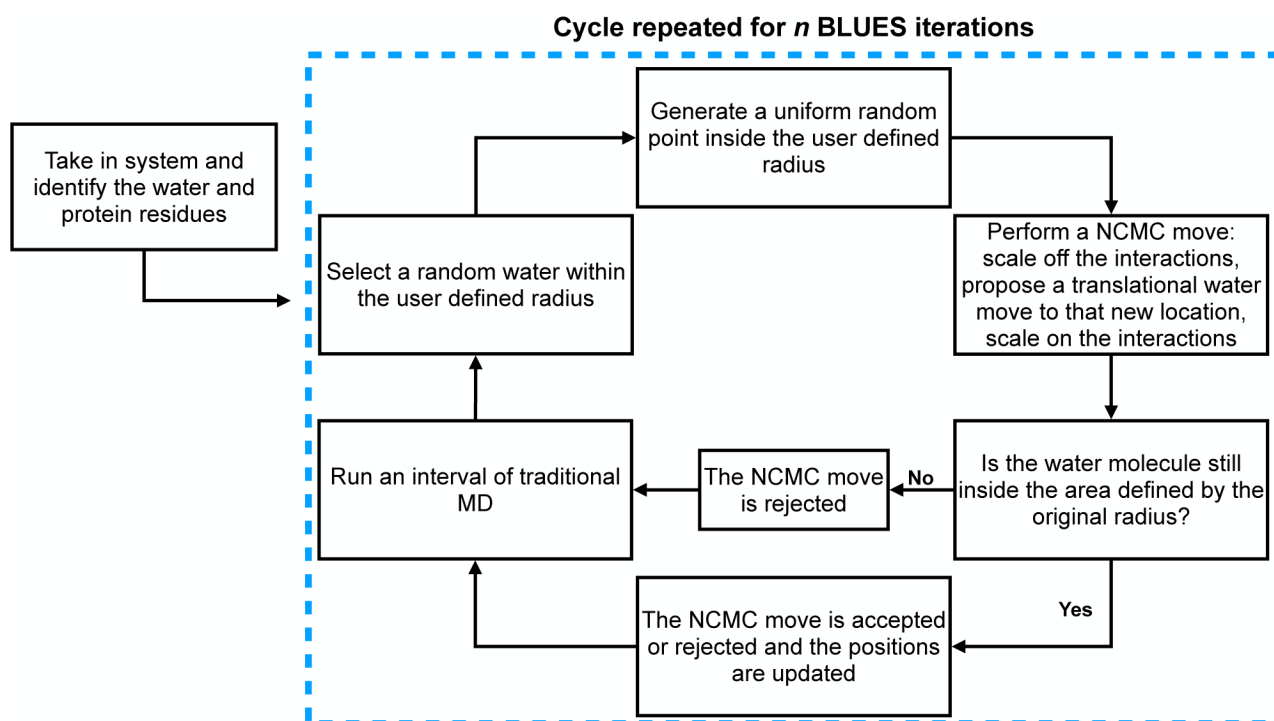 Cycle repeated for n BLUES iterations
Take in system and
identify the water and
protein residues
Generate a uniform random
point inside the user defined
radius
Select a random water within
the user defined radius
Perform a NCMC move:
scale off the interactions,
propose a translational water
move to that new location,
scale on the interactions
Run an interval of traditional
MD
The NCMC move
is rejected
No
Is the water molecule still
inside the area defined by the
original radius?
Yes
The NCMC move is accepted
or rejected and the positions
are updated